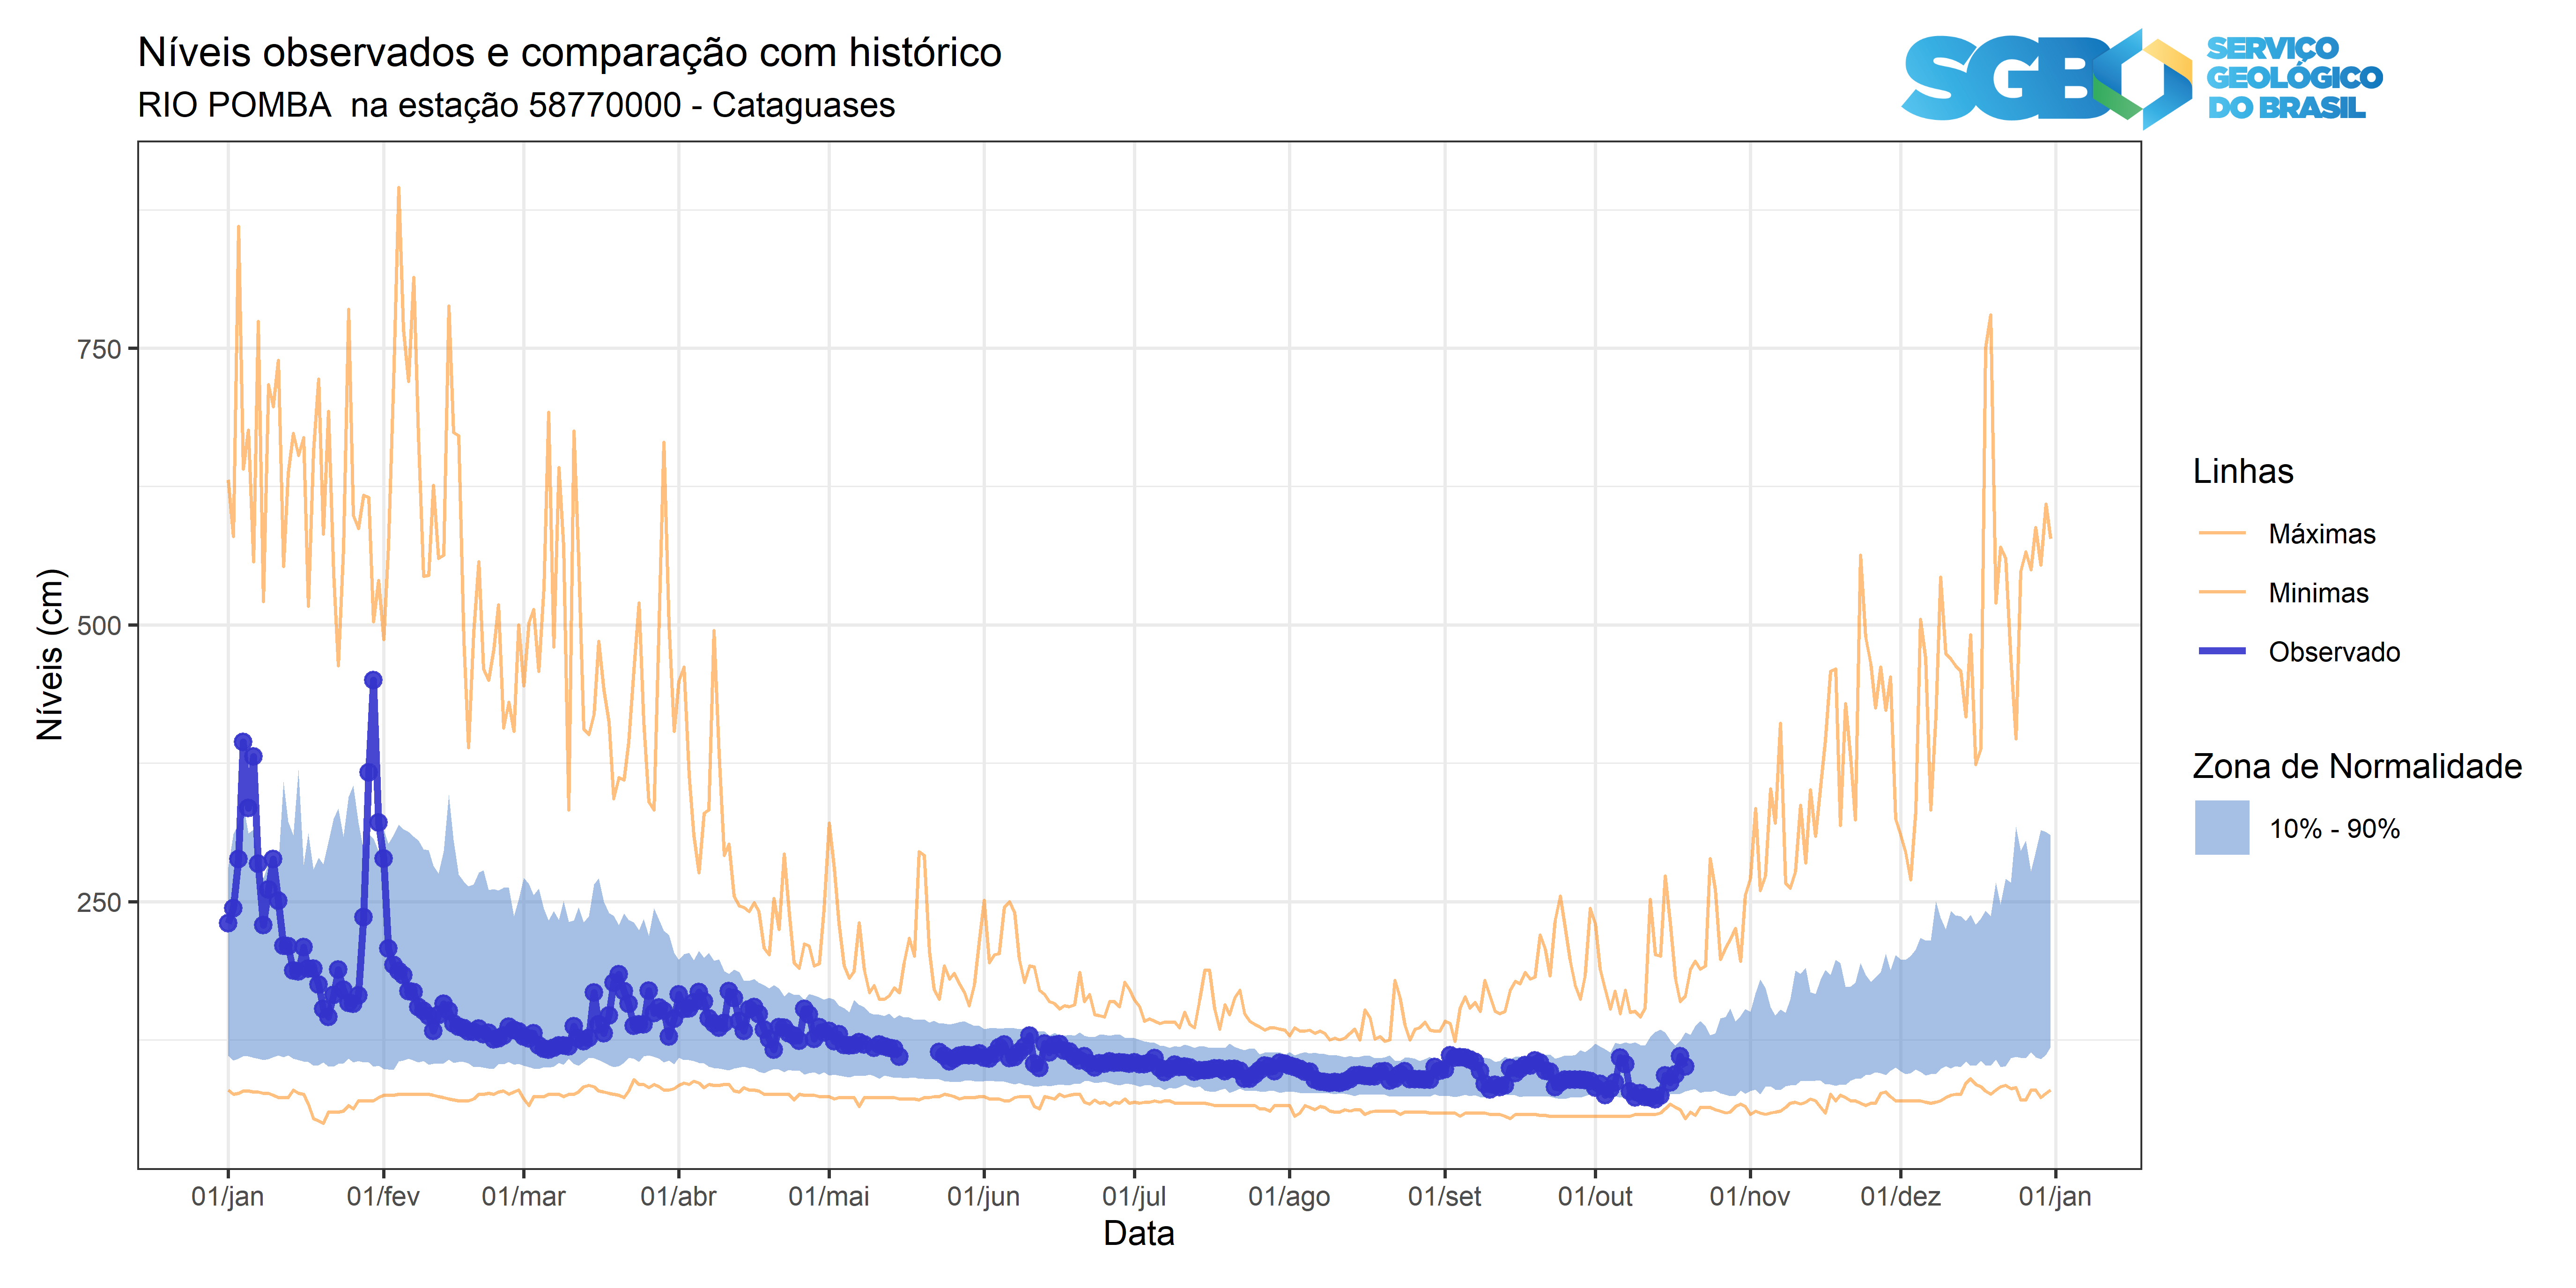 Níveis observados e comparação com histórico
RIO POMBA  na estação 58770000 - Cataguases
SGB
SERVIÇO
GEOLÓGICO
DO BRASIL
Níveis (cm)
750
500
250
01/jan
01/fev
01/mar
01/abr
01/mai
01/jun
01/jul
01/ago
01/set
01/out
01/nov
01/dez
01/jan
Data
Linhas
Máximas
Minimas
Observado
Zona de Normalidade
10% - 90%